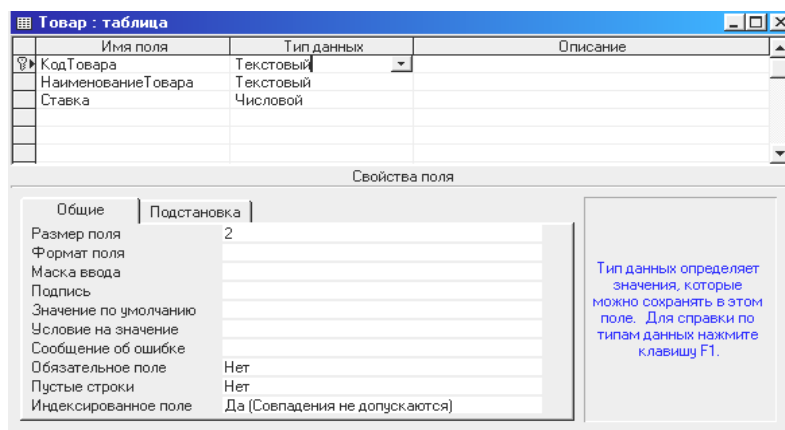 Товар : таблица
Имя поля Тип данных Описание
КодТовара Текстовый
НаименованиеТовара Текстовый
Ставка Числовой
Свойства поля
Общие Подстановка
Размер поля 2
Формат поля
Маска ввода
Подпись
Значение по умолчанию
Условие на значение
Сообщение об ошибке
Обязательное поле Нет
Пустые строки Нет
Индексированное поле Да (Совпадения не допускаются)
Тип данных определяет
значения, которые
можно сохранять в этом
поле. Для справки по
типам данных нажмите
клавишу F1.